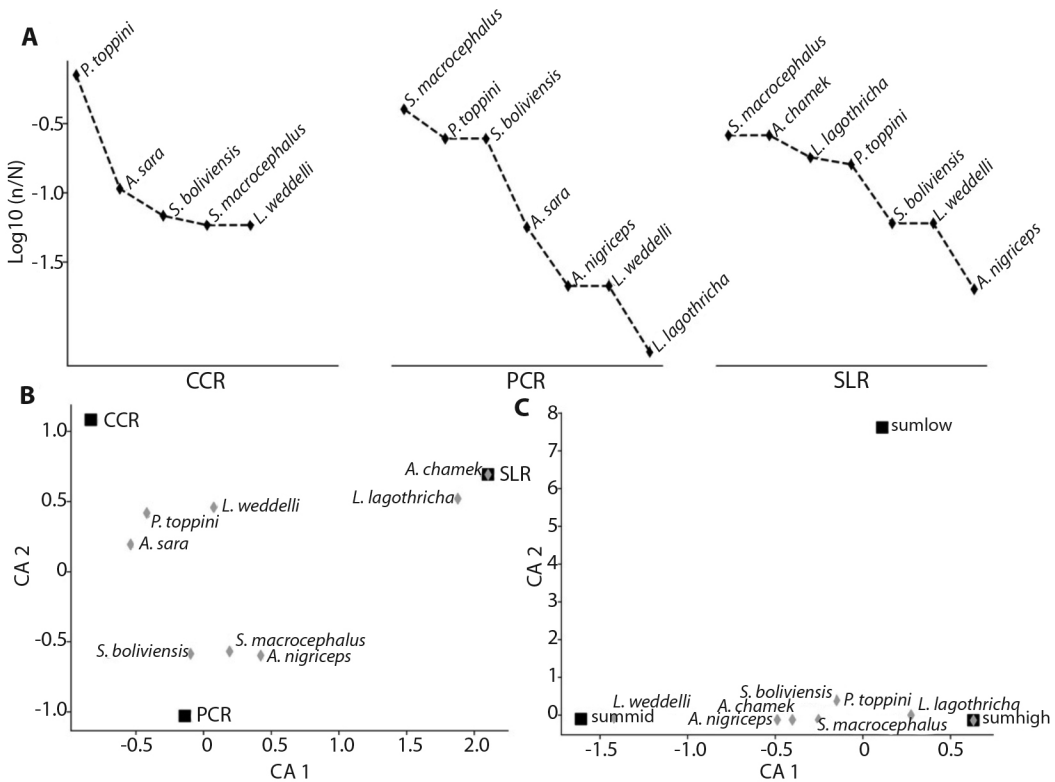 A
P. toppini
A. sara
S. boliviensis
S. macrocephalus
L. weddelli
S. macrocephalus
P. toppini
S. boliviensis
A. sara
A. nigriceps
L. weddelli
L. lagothricha
S. macrocephalus
A. chamek
L. lagothricha
P. toppini
S. boliviensis
L. weddelli
A. nigriceps
-0.5
-1.0
-1.5
Log10 (n/N)
CCR
PCR
SLR
B
CCR
1.0
A. chamek
SLR
0.5
L. lagothricha
L. weddelli
P. toppini
A. sara
0
CA 2
-0.5
S. macrocephalus
S. boliviensis
A. nigriceps
-1.0
PCR
-0.5
0
0.5
1.0
1.5
2.0
CA 1
C
8
sumlow
7
6
5
4
CA 2
3
2
1
0
S. boliviensis
L. weddelli
P. toppini
L. lagothricha
A. chamek
summid
A. nigriceps
S. macrocephalus
sumhigh
-1.5
-1.0
-0.5
0
0.5
CA 1